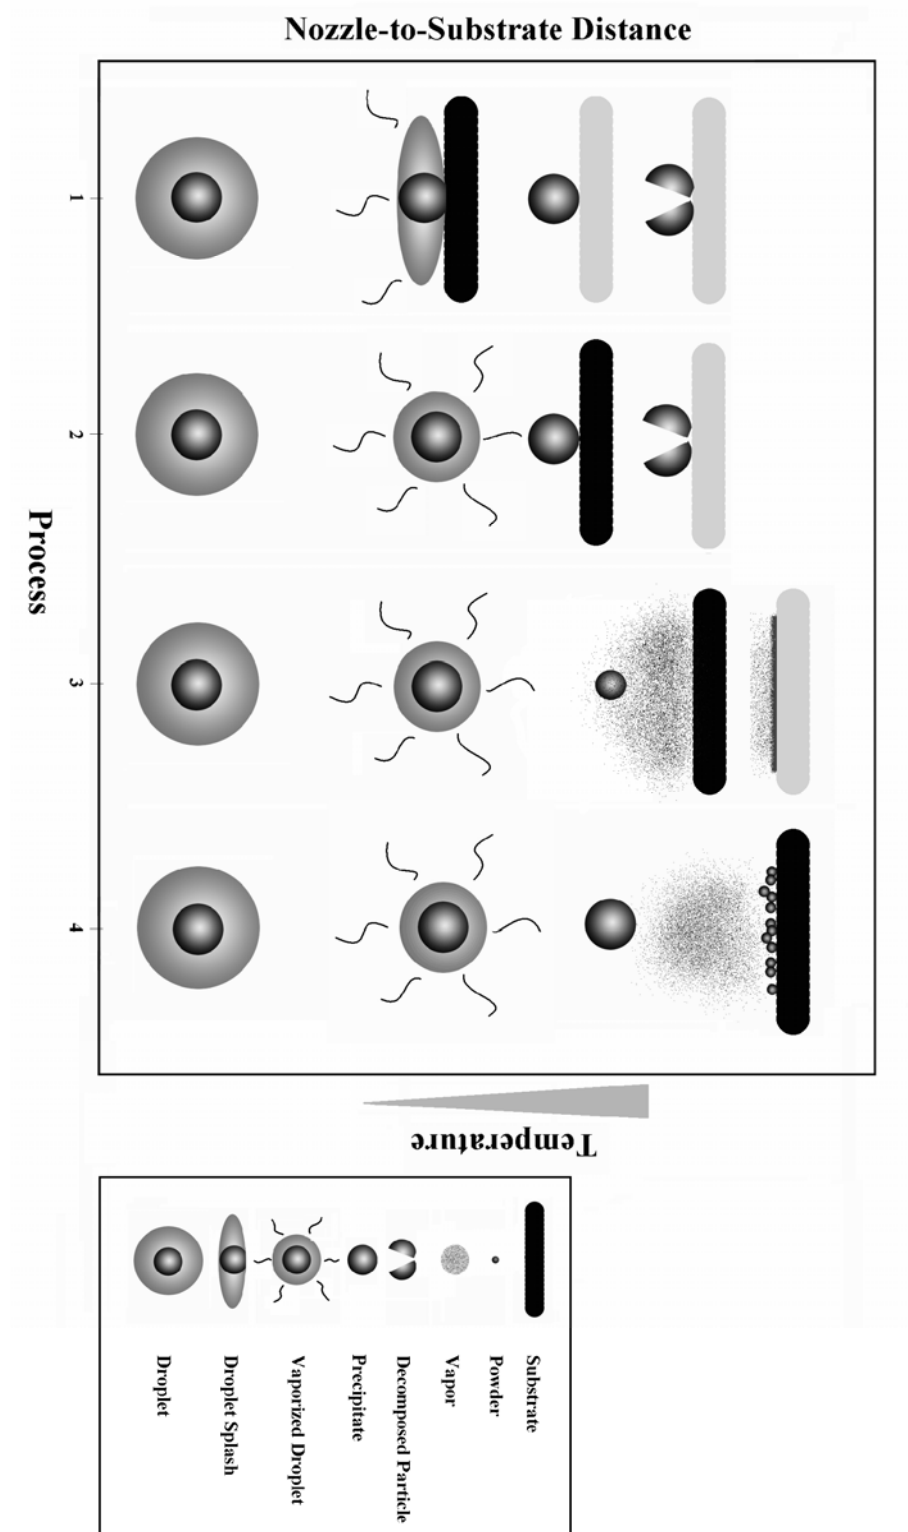 Nozzle-to-Substrate Distance
Process
1
2
3
4
Temperature
Droplet
Droplet Splash
Vaporized Droplet
Precipitate
Decomposed Particle
Vapor
Powder
Substrate